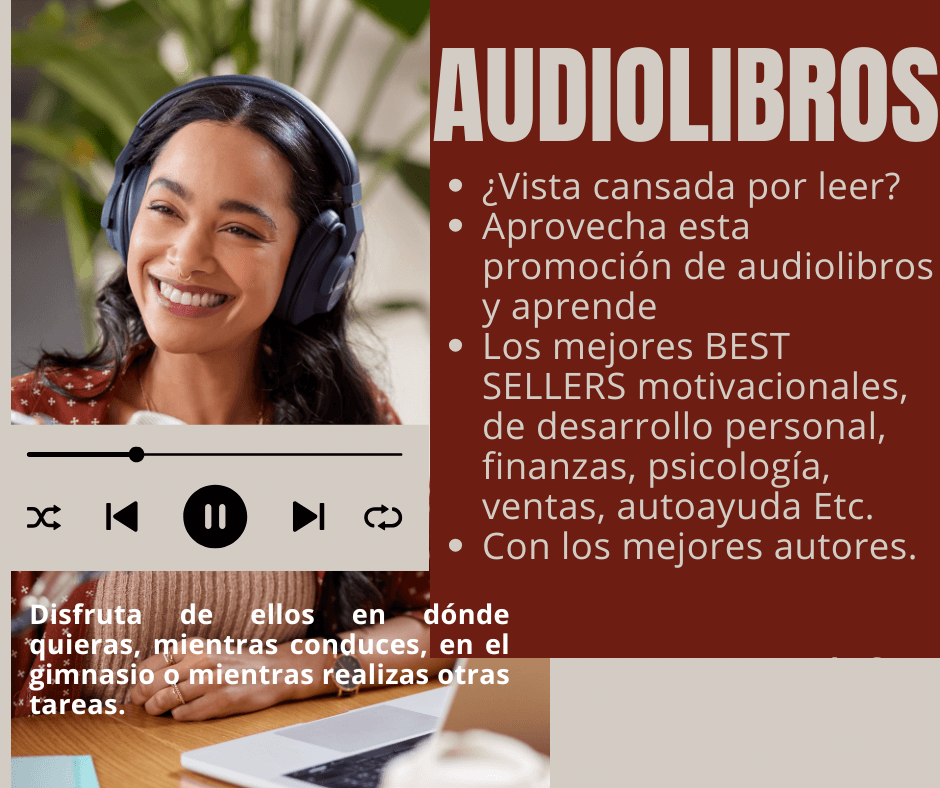 AUDIOLIBROS
• ¿Vista cansada por leer?
• Aprovecha esta
promoción de audiolibros
y aprende
• Los mejores BEST
SELLERS motivacionales,
de desarrollo personal,
finanzas, psicología,
ventas, autoayuda Etc.
• Con los mejores autores.
Disfruta de ellos en dónde
quieras, mientras conduces, en el
gimnasio o mientras realizas otras
tareas.